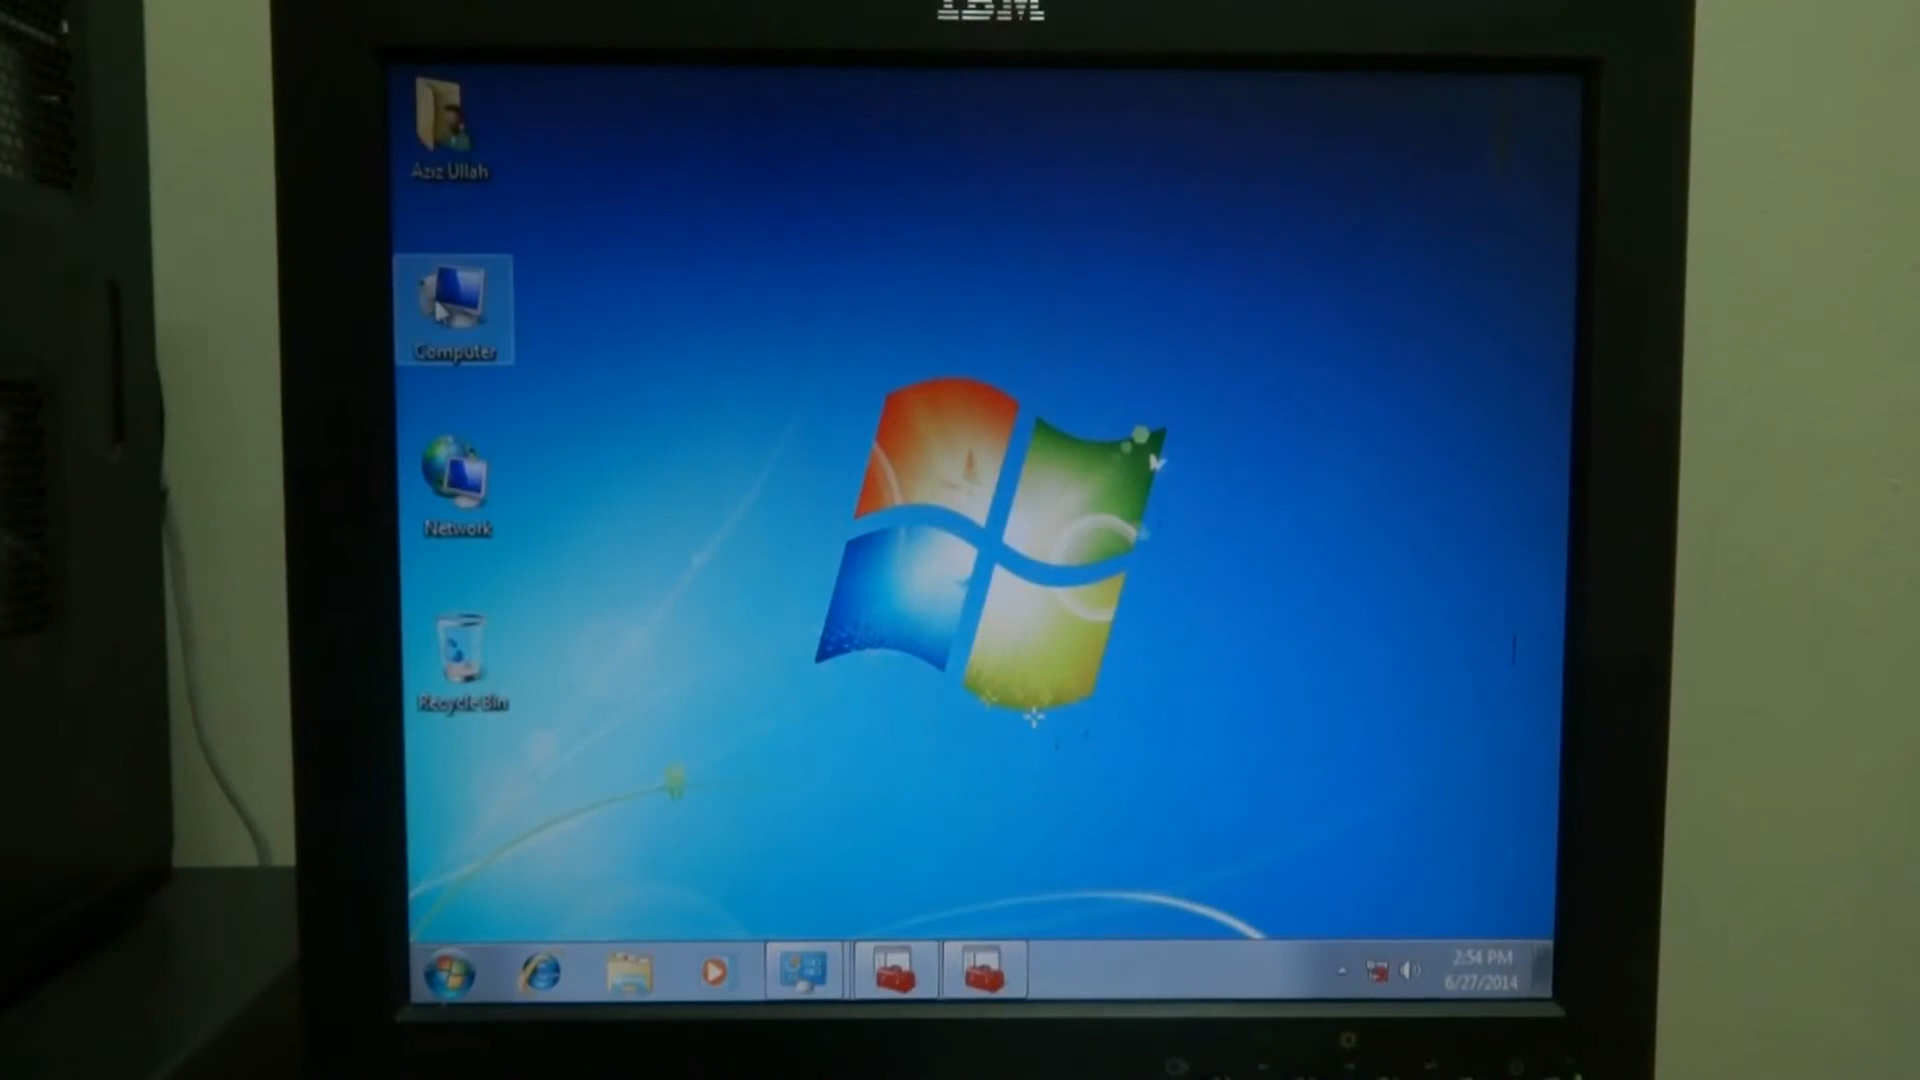 IBM
Aziz Ullah
Computer
Network
Recycle Bin
2:54 PM
6/27/2014